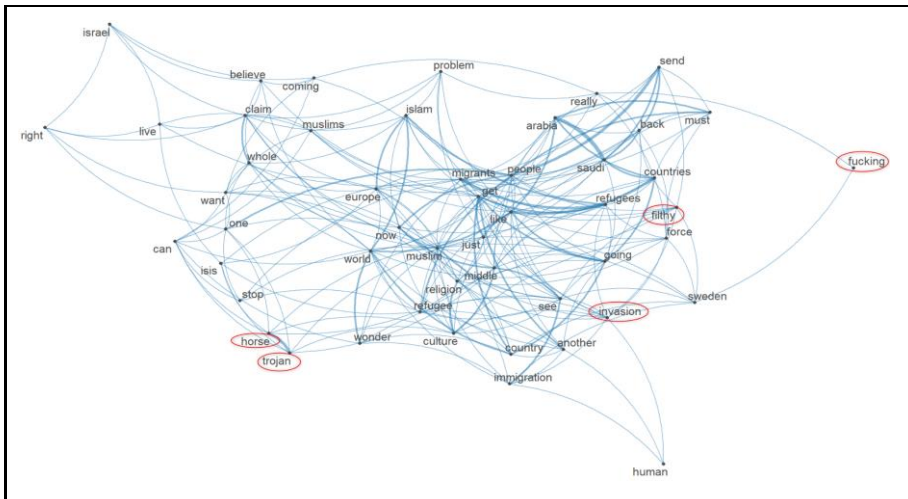 israel
problem
send
believe
coming
really
claim
islam
arabia
back
must
right
live
muslims
whole
fucking
people
saudi
migrants
countries
want
europe
get
refugees
one
like
filthy
now
force
can
just
world
muslim
going
isis
middle
religion
stop
refugee
see
sweden
invasion
horse
wonder
culture
another
trojan
country
immigration
human